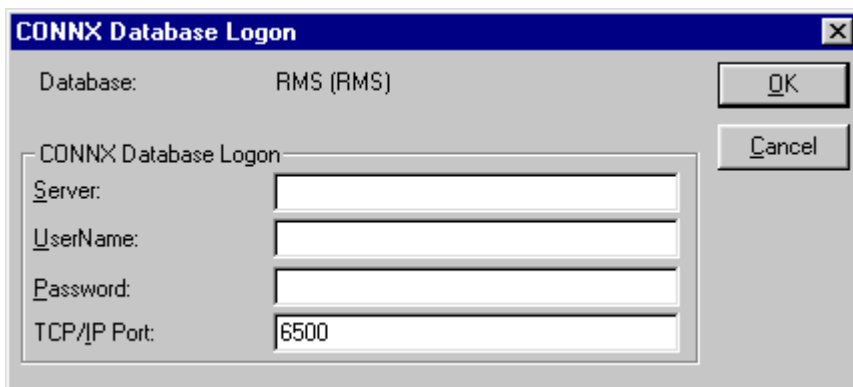 CONNX Database Logon
Database: RMS (RMS) OK
Cancel
CONNX Database Logon
Server:
UserName:
Password:
TCP/IP Port: 6500